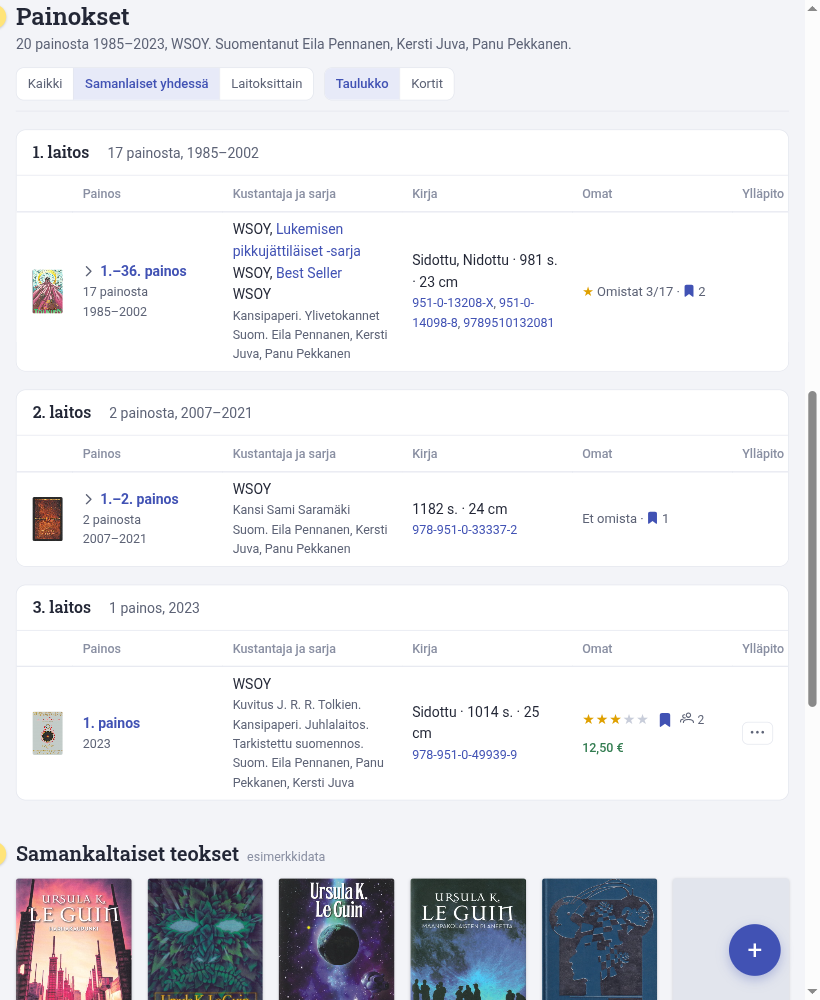 Painokset
20 painosta 1985–2023, WSOY. Suomentanut Eila Pennanen, Kersti Juva, Panu Pekkanen.
Kaikki Samanlaiset yhdessä Laitoksittain Taulukko Kortit
1. laitos 17 painosta, 1985–2002
Painos Kustantaja ja sarja Kirja Omat Ylläpito
1.–36. painos
17 painosta
1985–2002
WSOY, Lukemisen
pikkujättiläiset -sarja
WSOY, Best Seller
WSOY
Kansipaperi. Ylivetokannet
Suom. Eila Pennanen, Kersti
Juva, Panu Pekkanen
Sidottu, Nidottu · 981 s.
· 23 cm
951-0-13208-X, 951-0-
14098-8, 9789510132081
★ Omistat 3/17 · 2
2. laitos 2 painosta, 2007–2021
Painos Kustantaja ja sarja Kirja Omat Ylläpito
1.–2. painos
2 painosta
2007–2021
WSOY
Kansi Sami Saramäki
Suom. Eila Pennanen, Kersti
Juva, Panu Pekkanen
1182 s. · 24 cm
978-951-0-33337-2
Et omista · 1
3. laitos 1 painos, 2023
Painos Kustantaja ja sarja Kirja Omat Ylläpito
1. painos
2023
WSOY
Kuvitus J. R. R. Tolkien.
Kansipaperi. Juhlalaitos.
Tarkistettu suomennos.
Suom. Eila Pennanen, Panu
Pekkanen, Kersti Juva
Sidottu · 1014 s. · 25
cm
978-951-0-49939-9
★★★★★ 2
12,50 €
Samankaltaiset teokset esimerkkidata
URSULA K.
LE GUIN
Ursula K. Le Guin
Ursula K.
Le Guin
URSULA K.
LE GUIN
MAANPAKOLAISTEN PLANEETTA